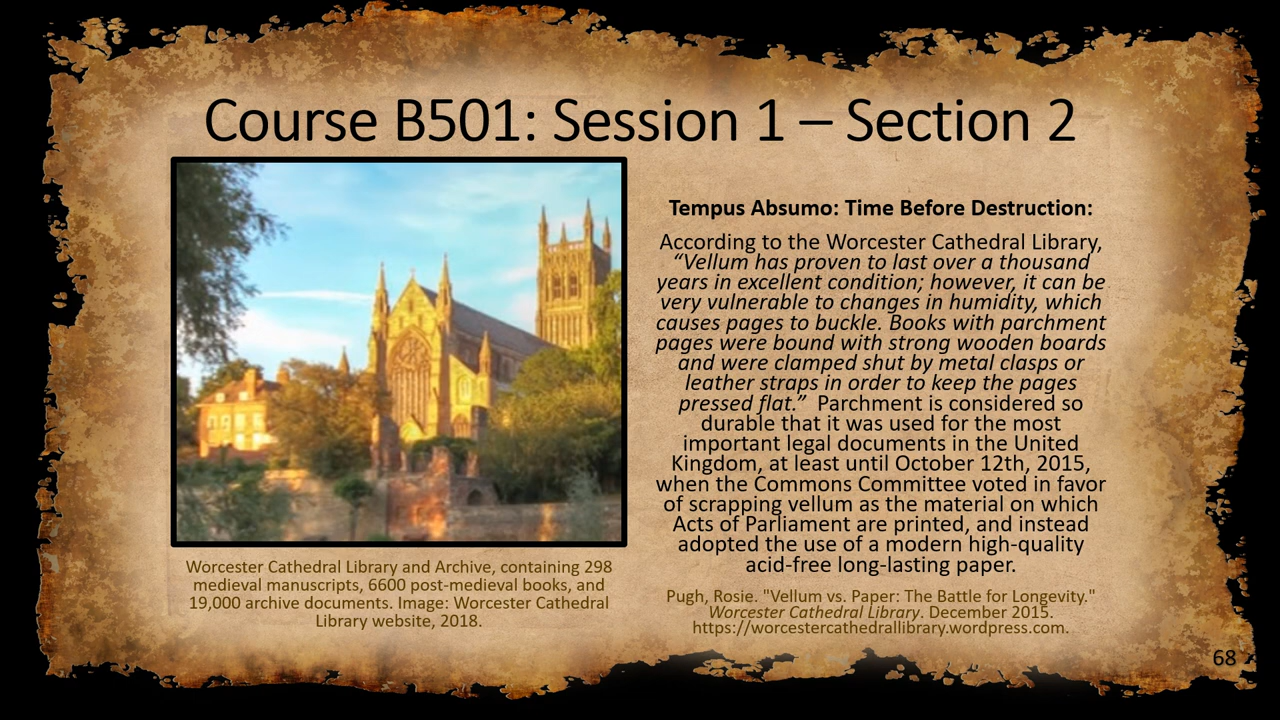 Course B501: Session 1 – Section 2
Tempus Absumo: Time Before Destruction:
According to the Worcester Cathedral Library,
“Vellum has proven to last over a thousand
years in excellent condition; however, it can be
very vulnerable to changes in humidity, which
causes pages to buckle. Books with parchment
pages were bound with strong wooden boards
and were clamped shut by metal clasps or
leather straps in order to keep the pages
pressed flat.” Parchment is considered so
durable that it was used for the most
important legal documents in the United
Kingdom, at least until October 12th, 2015,
when the Commons Committee voted in favor
of scrapping vellum as the material on which
Acts of Parliament are printed, and instead
adopted the use of a modern high-quality
acid-free long-lasting paper.
Worcester Cathedral Library and Archive, containing 298
medieval manuscripts, 6600 post-medieval books, and
19,000 archive documents. Image: Worcester Cathedral
Library website, 2018.
Pugh, Rosie. "Vellum vs. Paper: The Battle for Longevity."
Worcester Cathedral Library. December 2015.
https://worcestercathedrallibrary.wordpress.com.
68